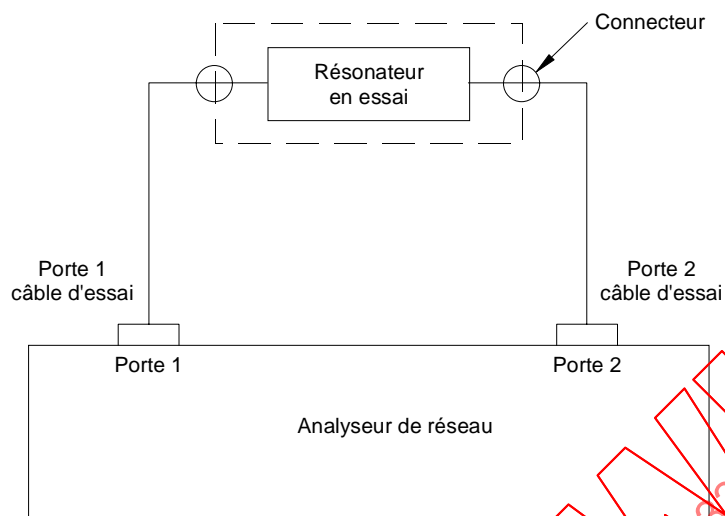 Connecteur
Résonateur
en essai
Porte 1
câble d'essai
Porte 2
câble d'essai
Porte 1
Porte 2
Analyseur de réseau